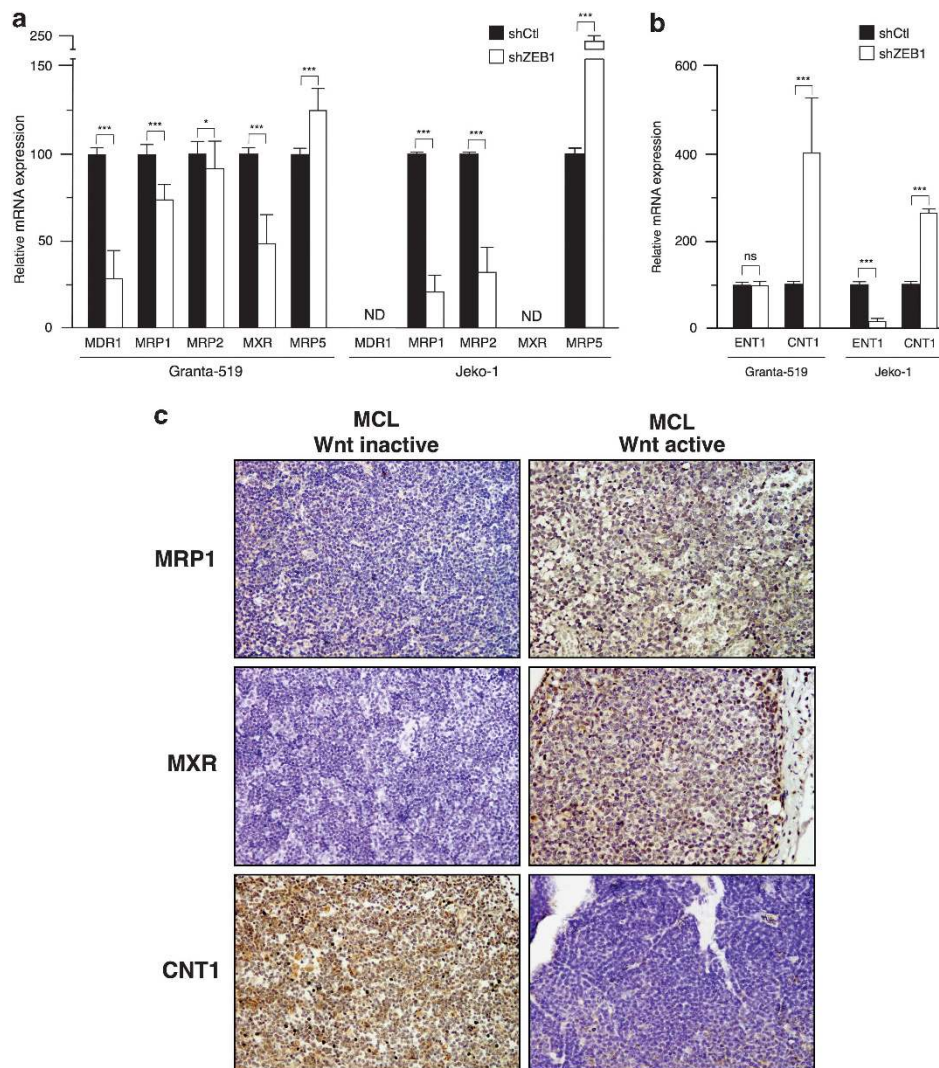 a
Relative mRNA expression
250
150
100
50
0
shCtl
shZEB1
***
***
*
***
***
***
***
***
ND
ND
MDR1 MRP1 MRP2 MXR MRP5 MDR1 MRP1 MRP2 MXR MRP5
Granta-519 Jeko-1
b
Relative mRNA expression
600
400
200
0
shCtl
shZEB1
ns
***
***
***
ENT1 CNT1 ENT1 CNT1
Granta-519 Jeko-1
c
MCL
Wnt inactive
MCL
Wnt active
MRP1
MXR
CNT1